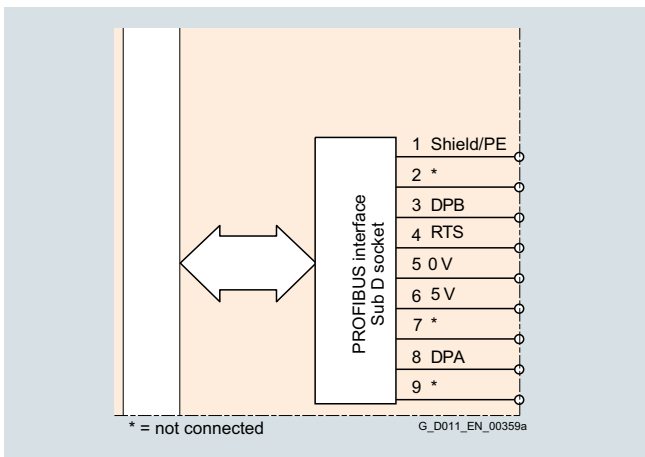 1 Shield/PE
2 *
3 DPB
4 RTS
5 0 V
6 5 V
7 *
8 DPA
9 *
PROFIBUS interface
Sub D socket
* = not connected
G_D011_EN_00359a